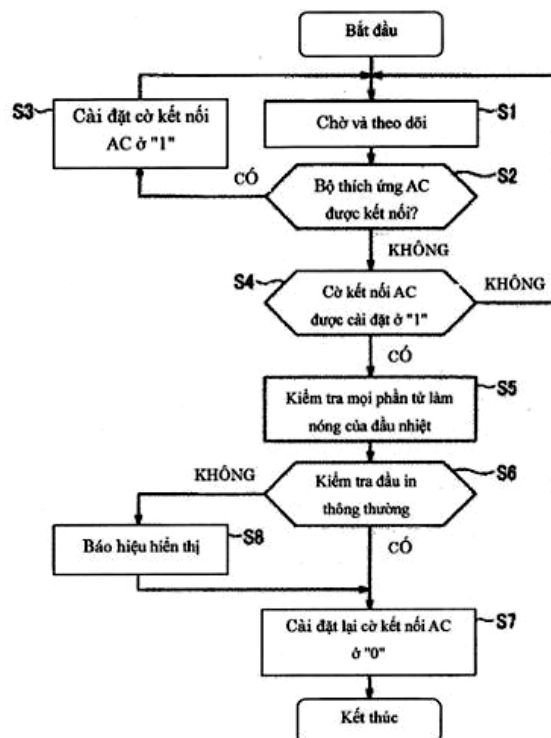 Bắt đầu
S3
Cài đặt cờ kết nối
AC ở "1"
S1
Chờ và theo dõi
CÓ
S2
Bộ thích ứng AC
được kết nối?
KHÔNG
S4
Cờ kết nối AC
được cài đặt ở "1"
KHÔNG
CÓ
S5
Kiểm tra mọi phần tử làm
nóng của đầu nhiệt
KHÔNG
S6
Kiểm tra đầu in
thông thường
S8
Báo hiệu hiển thị
CÓ
S7
Cài đặt lại cờ kết nối AC
ở "0"
Kết thúc